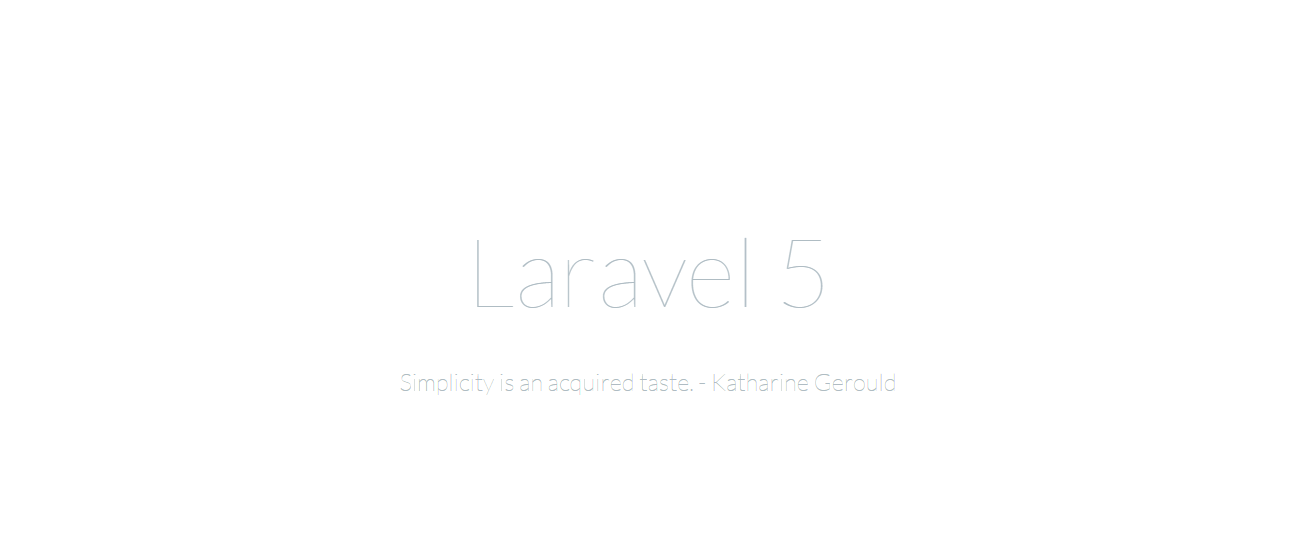 Laravel 5
Simplicity is an acquired taste. - Katharine Gerould